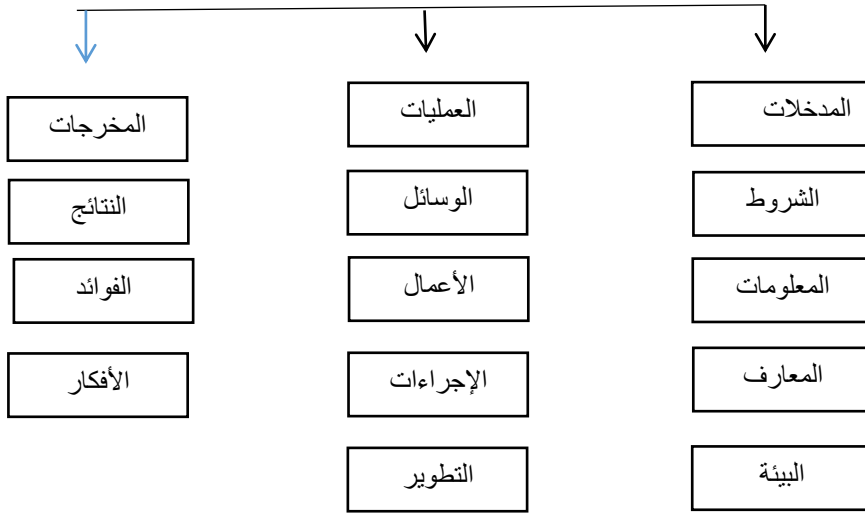 المدخلات
الشروط
المعلومات
المعارف
البيئة
العمليات
الوسائل
الأعمال
الإجراءات
التطوير
المخرجات
النتائج
الفوائد
الأفكار